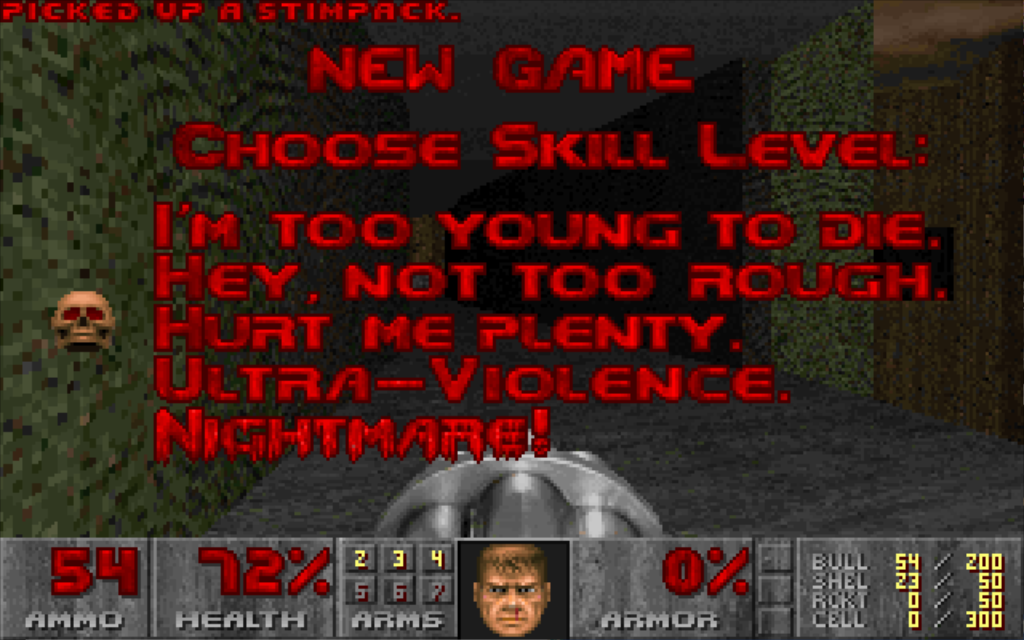 PICKED UP A STIMPACK.
NEW GAME
CHOOSE SKILL LEVEL:
I'M TOO YOUNG TO DIE.
HEY, NOT TOO ROUGH.
HURT ME PLENTY.
ULTRA-VIOLENCE.
NIGHTMARE!
54 72% 2 3 4 0% BULL 54 / 200
5 6 7 SHEL 23 / 50
RCKT 0 / 50
AMMO HEALTH ARMS ARMOR CELL 0 / 300